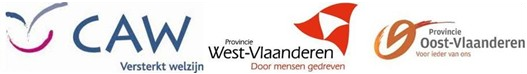 CAW
Versterkt welzijn
Provincie
West-Vlaanderen
Door mensen gedreven
Provincie
Oost-Vlaanderen
Voor ieder van ons